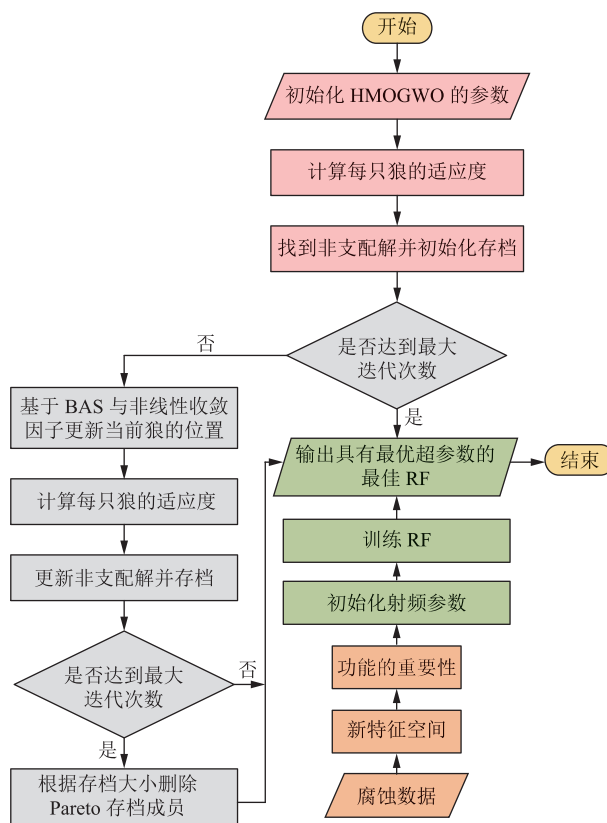 开始
初始化 HMOGWO 的参数
计算每只狼的适应度
找到非支配解并初始化存档
是否达到最大
迭代次数
否
是
基于 BAS 与非线性收敛
因子更新当前狼的位置
计算每只狼的适应度
更新非支配解并存档
是否达到最大
迭代次数
否
是
根据存档大小删除
Pareto 存档成员
输出具有最优超参数的
最佳 RF
结束
训练 RF
初始化射频参数
功能的重要性
新特征空间
腐蚀数据